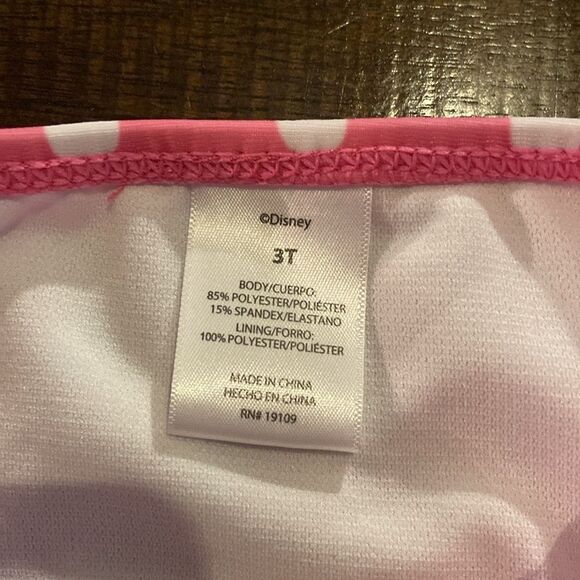 ©Disney
3T
BODY/CUERPO:
85% POLYESTER/POLIÉSTER
15% SPANDEX/ELASTANO
LINING/FORRO:
100% POLYESTER/POLIÉSTER
MADE IN CHINA
HECHO EN CHINA
RN# 19109